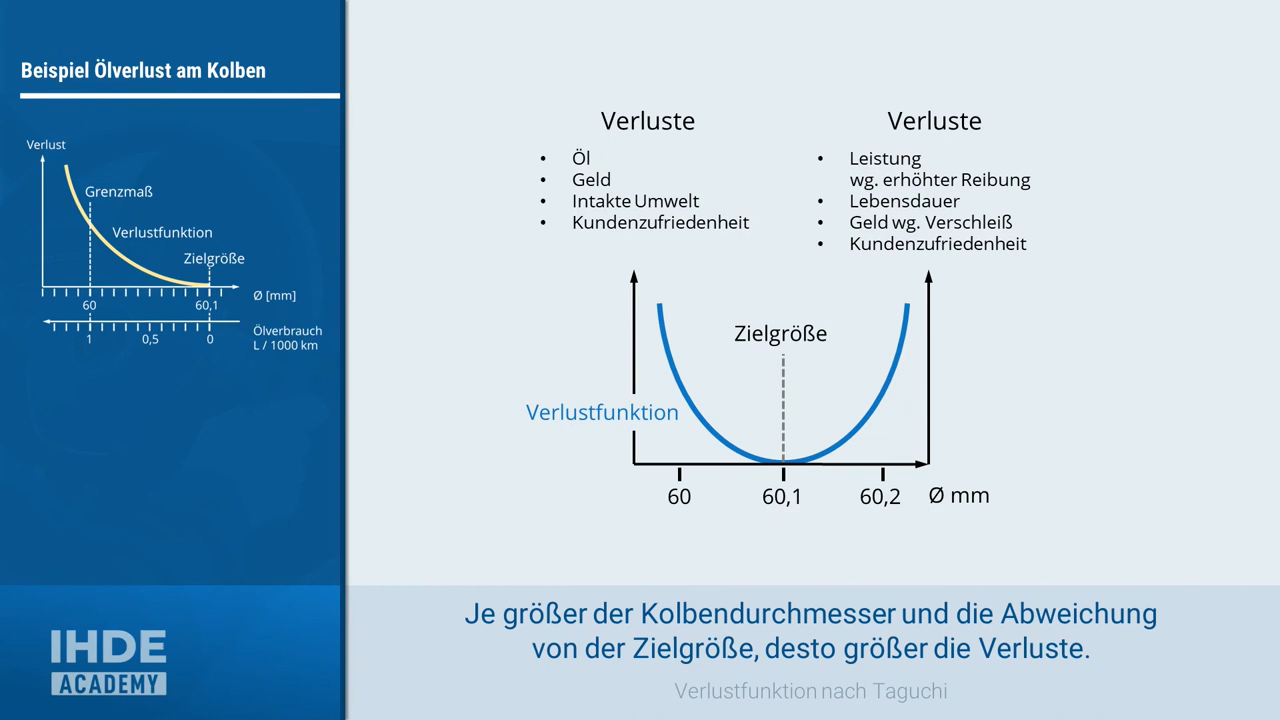 Beispiel Ölverlust am Kolben
Verlust
Grenzmaß
Verlustfunktion
Zielgröße
Ø [mm]
60
60,1
Ölverbrauch
L / 1000 km
1
0,5
0
IHDE
ACADEMY
Verluste
• Öl
• Geld
• Intakte Umwelt
• Kundenzufriedenheit
Verluste
• Leistung
wg. erhöhter Reibung
• Lebensdauer
• Geld wg. Verschleiß
• Kundenzufriedenheit
Zielgröße
Verlustfunktion
60
60,1
60,2
Ø mm
Je größer der Kolbendurchmesser und die Abweichung
von der Zielgröße, desto größer die Verluste.
Verlustfunktion nach Taguchi